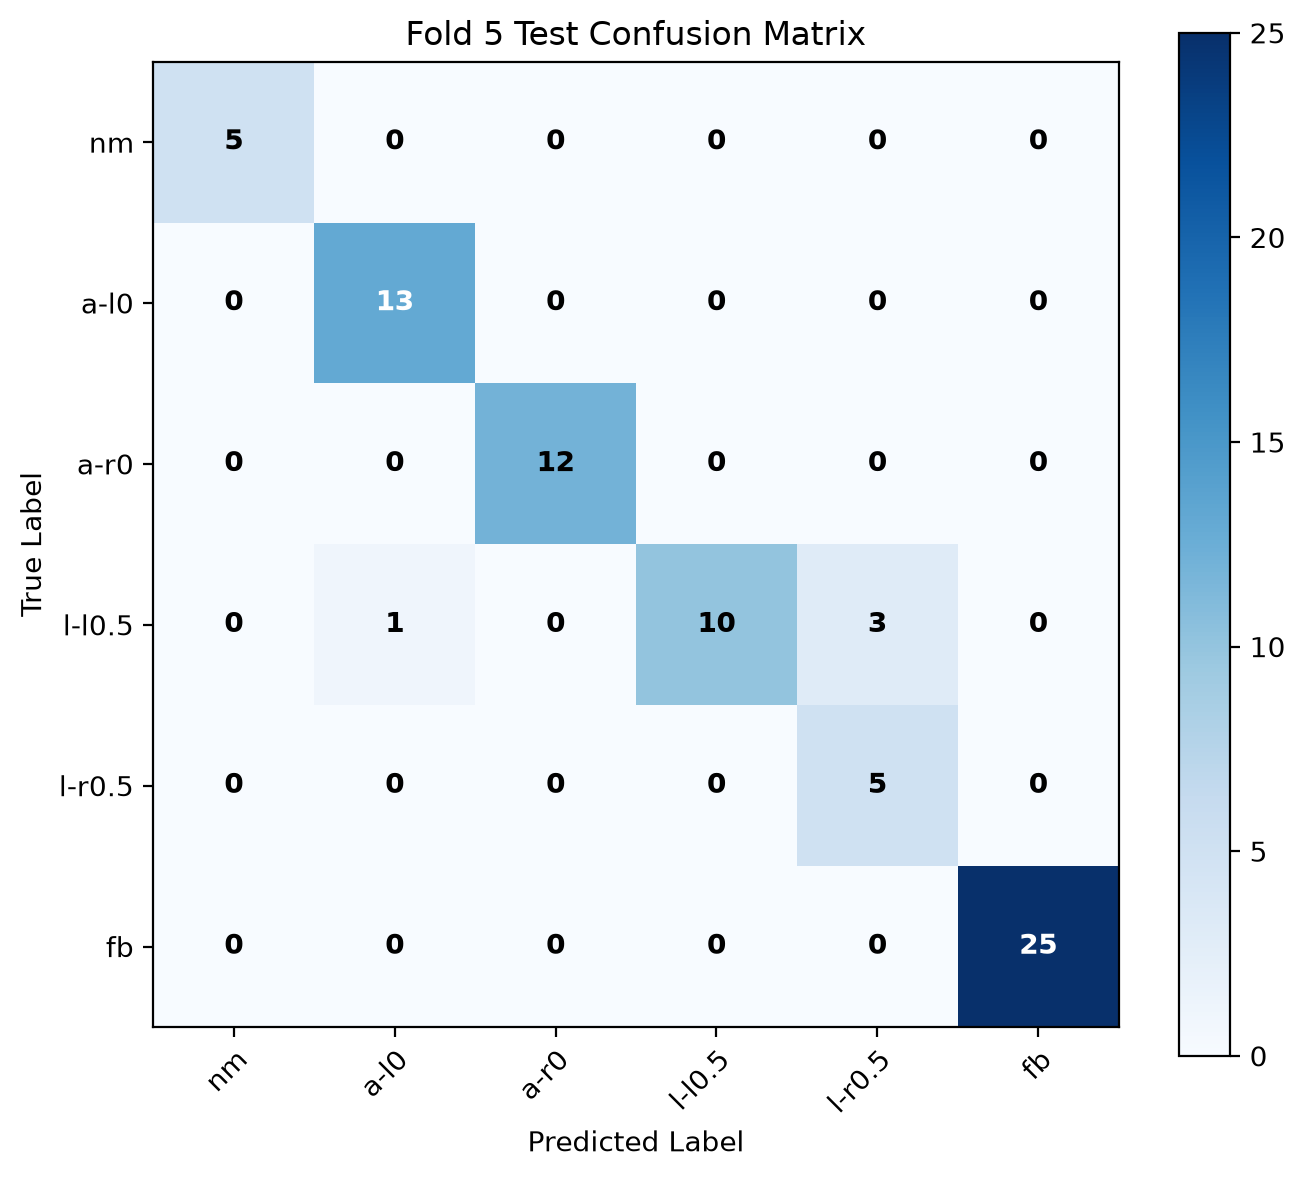 Fold 5 Test Confusion Matrix
nm 5 0 0 0 0 0
a-l0 0 13 0 0 0 0
a-r0 0 0 12 0 0 0
l-l0.5 0 1 0 10 3 0
l-r0.5 0 0 0 0 5 0
fb 0 0 0 0 0 25
True Label
nm a-l0 a-r0 l-l0.5 l-r0.5 fb
Predicted Label
25
20
15
10
5
0